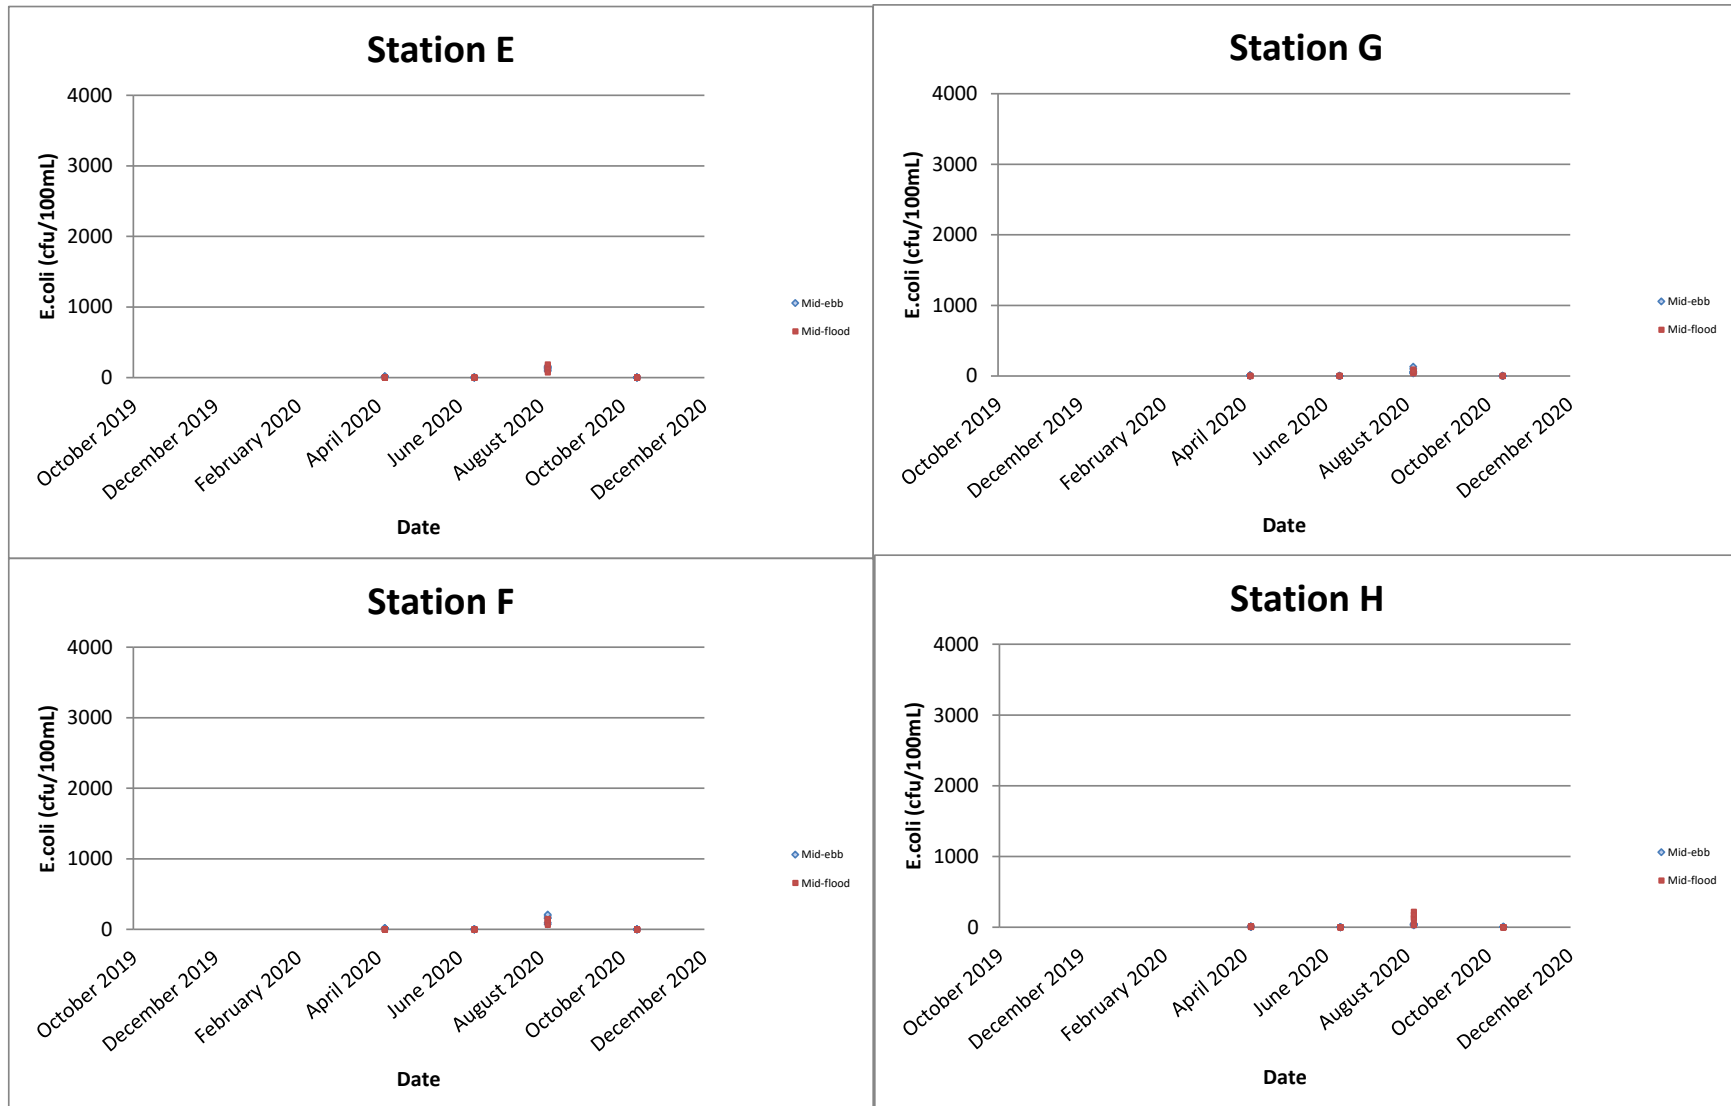 Station E
4000
3000
2000
1000
0
E.coli (cfu/100mL)
October 2019
December 2019
February 2020
April 2020
June 2020
August 2020
October 2020
December 2020
Date
Mid-ebb
Mid-flood
Station G
4000
3000
2000
1000
0
E.coli (cfu/100mL)
October 2019
December 2019
February 2020
April 2020
June 2020
August 2020
October 2020
December 2020
Date
Mid-ebb
Mid-flood
Station F
4000
3000
2000
1000
0
E.coli (cfu/100mL)
October 2019
December 2019
February 2020
April 2020
June 2020
August 2020
October 2020
December 2020
Date
Mid-ebb
Mid-flood
Station H
4000
3000
2000
1000
0
E.coli (cfu/100mL)
October 2019
December 2019
February 2020
April 2020
June 2020
August 2020
October 2020
December 2020
Date
Mid-ebb
Mid-flood